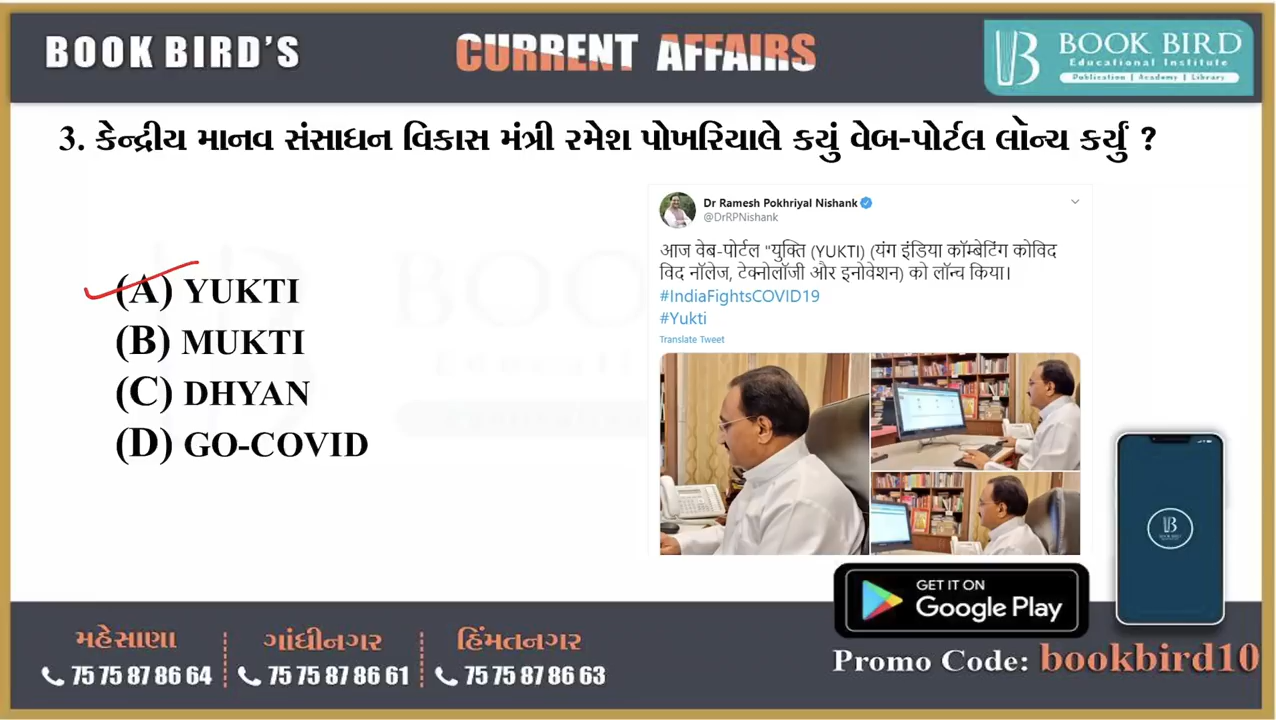 BOOK BIRD'S
CURRENT AFFAIRS
BOOK BIRD
Educational Institute
Publication | Academy | Library
3. કેન્દ્રીય માનવ સંસાધન વિકાસ મંત્રી રમેશ પોખરિયાલે કયું વેબ-પોર્ટલ લૉન્ચ કર્યું ?
(A) YUKTI
(B) MUKTI
(C) DHYAN
(D) GO-COVID
Dr Ramesh Pokhriyal Nishank
@DrRPNishank
आज वेब-पोर्टल "युक्ति (YUKTI) (यंग इंडिया कॉम्बेटिंग कोविद
विद नॉलेज, टेक्नोलॉजी और इनोवेशन) को लॉन्च किया।
#IndiaFightsCOVID19
#Yukti
Translate Tweet
GET IT ON
Google Play
Promo Code: bookbird10
મહેસાણા
75 75 87 86 64
ગાંધીનગર
75 75 87 86 61
હિંમતનગર
75 75 87 86 63